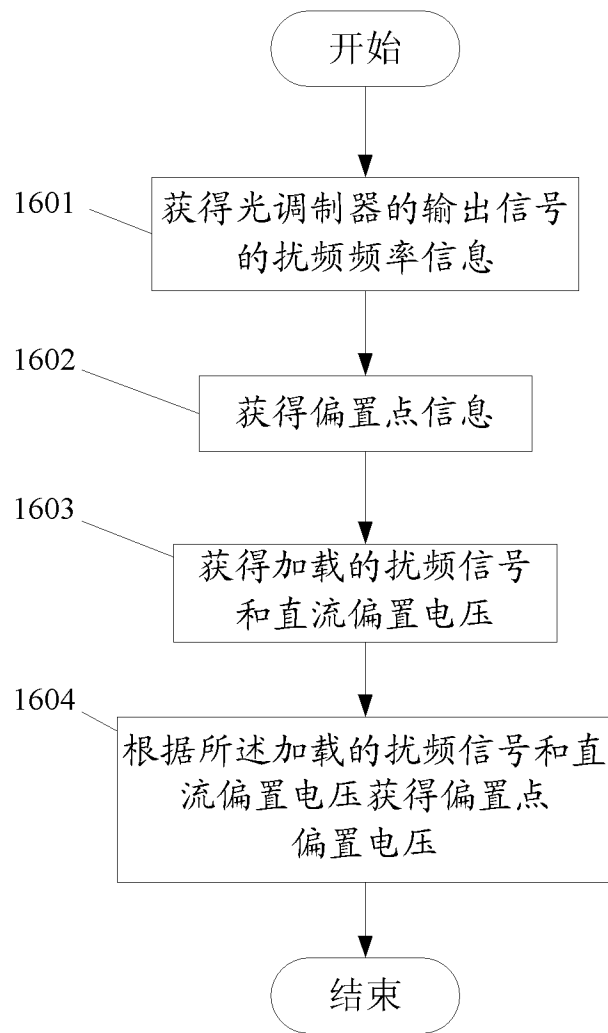 开始
1601
获得光调制器的输出信号
的扰频频率信息
1602
获得偏置点信息
1603
获得加载的扰频信号
和直流偏置电压
1604
根据所述加载的扰频信号和直
流偏置电压获得偏置点
偏置电压
结束